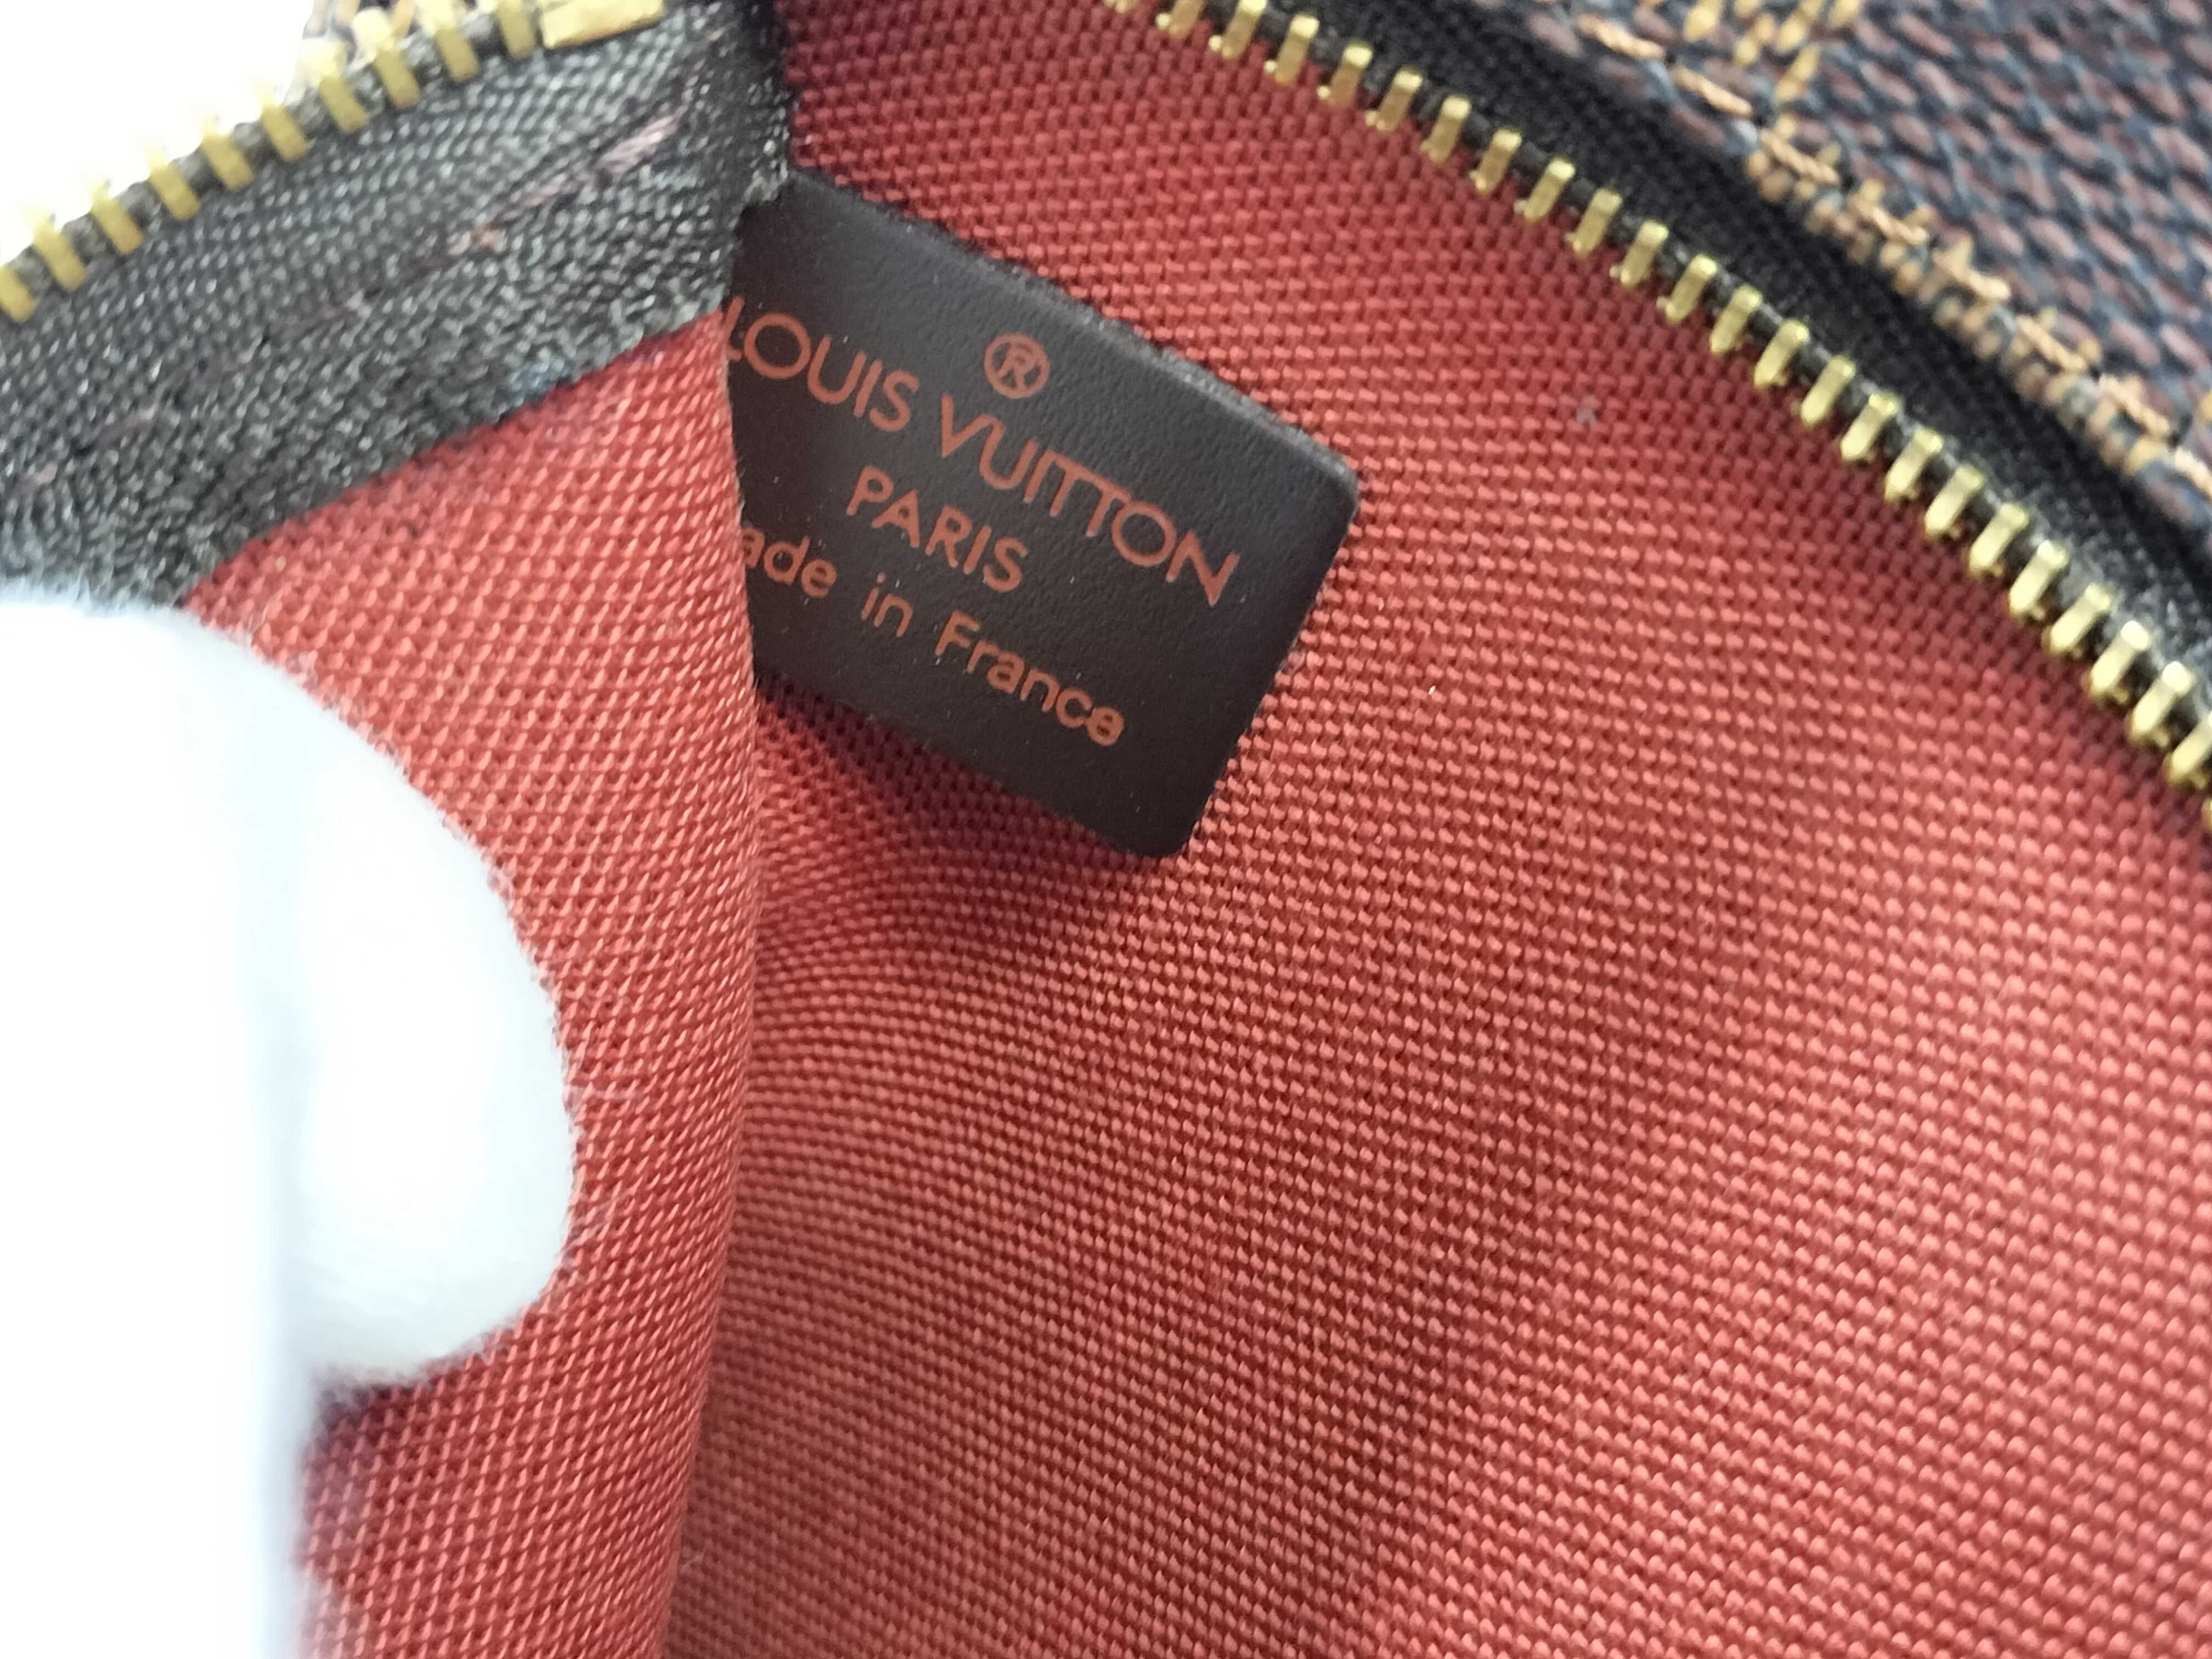 ®
LOUIS VUITTON
PARIS
ade in France